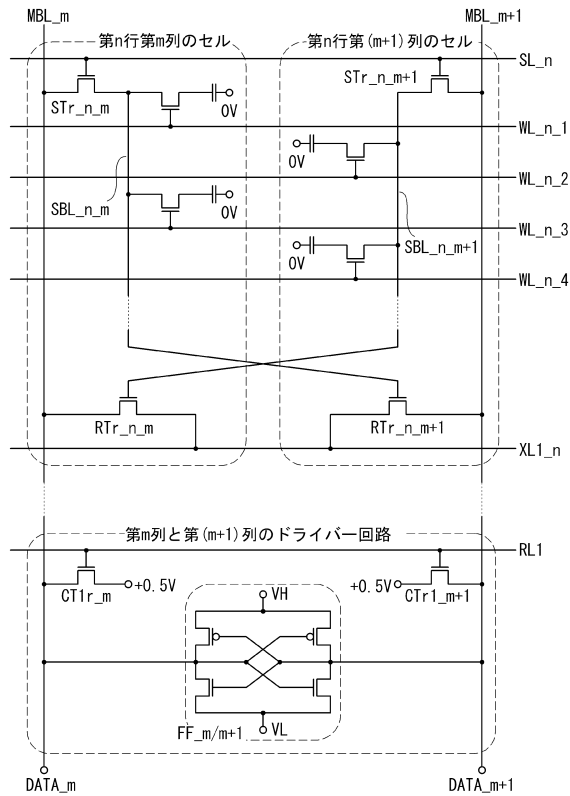 MBL_m
MBL_m+1
第n行第m列のセル
第n行第(m+1)列のセル
SL_n
STr_n_m
STr_n_m+1
0V
WL_n_1
0V
WL_n_2
SBL_n_m
0V
WL_n_3
SBL_n_m+1
0V
WL_n_4
RTr_n_m
RTr_n_m+1
XL1_n
第m列と第(m+1)列のドライバー回路
RL1
+0.5V
+0.5V
CT1r_m
CTr1_m+1
VH
FF_m/m+1
VL
DATA_m
DATA_m+1